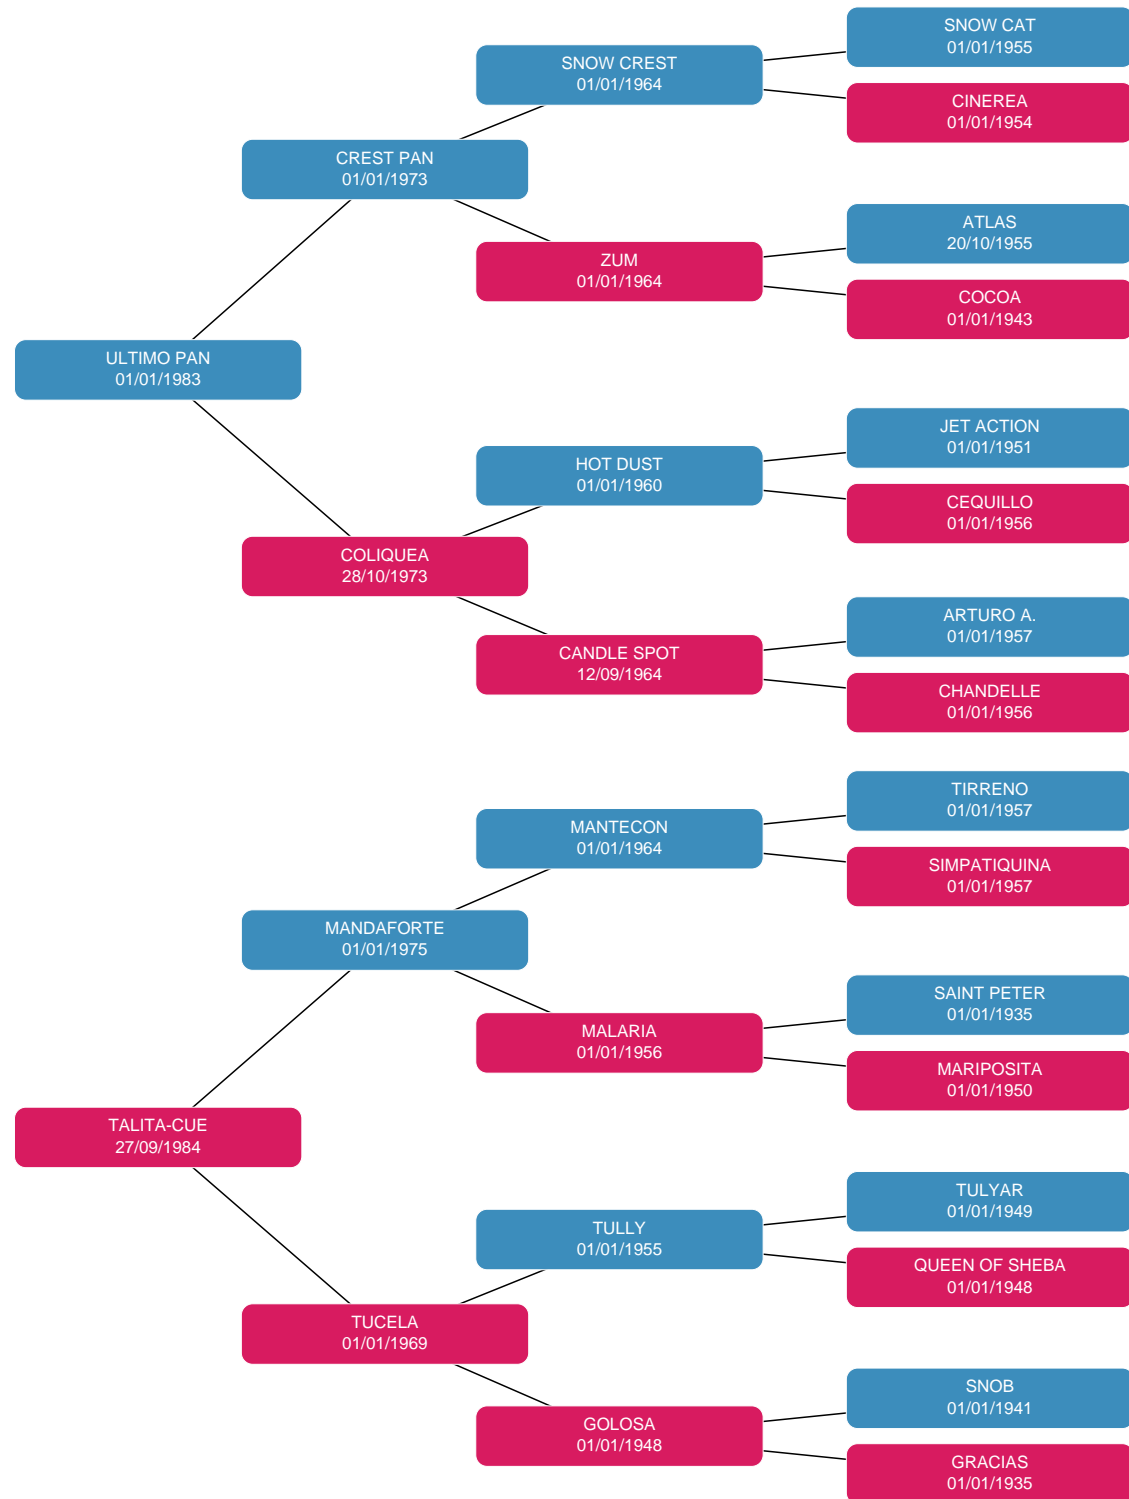 SNOW CAT
01/01/1955
SNOW CREST
01/01/1964
CINEREA
01/01/1954
CREST PAN
01/01/1973
ATLAS
20/10/1955
ZUM
01/01/1964
COCOA
01/01/1943
ULTIMO PAN
01/01/1983
JET ACTION
01/01/1951
HOT DUST
01/01/1960
CEQUILLO
01/01/1956
COLIQUEA
28/10/1973
ARTURO A.
01/01/1957
CANDLE SPOT
12/09/1964
CHANDELLE
01/01/1956
TIRRENO
01/01/1957
MANTECON
01/01/1964
SIMPATIQUINA
01/01/1957
MANDAFORTE
01/01/1975
SAINT PETER
01/01/1935
MALARIA
01/01/1956
MARIPOSITA
01/01/1950
TALITA-CUE
27/09/1984
TULYAR
01/01/1949
TULLY
01/01/1955
QUEEN OF SHEBA
01/01/1948
TUCELA
01/01/1969
SNOB
01/01/1941
GOLOSA
01/01/1948
GRACIAS
01/01/1935